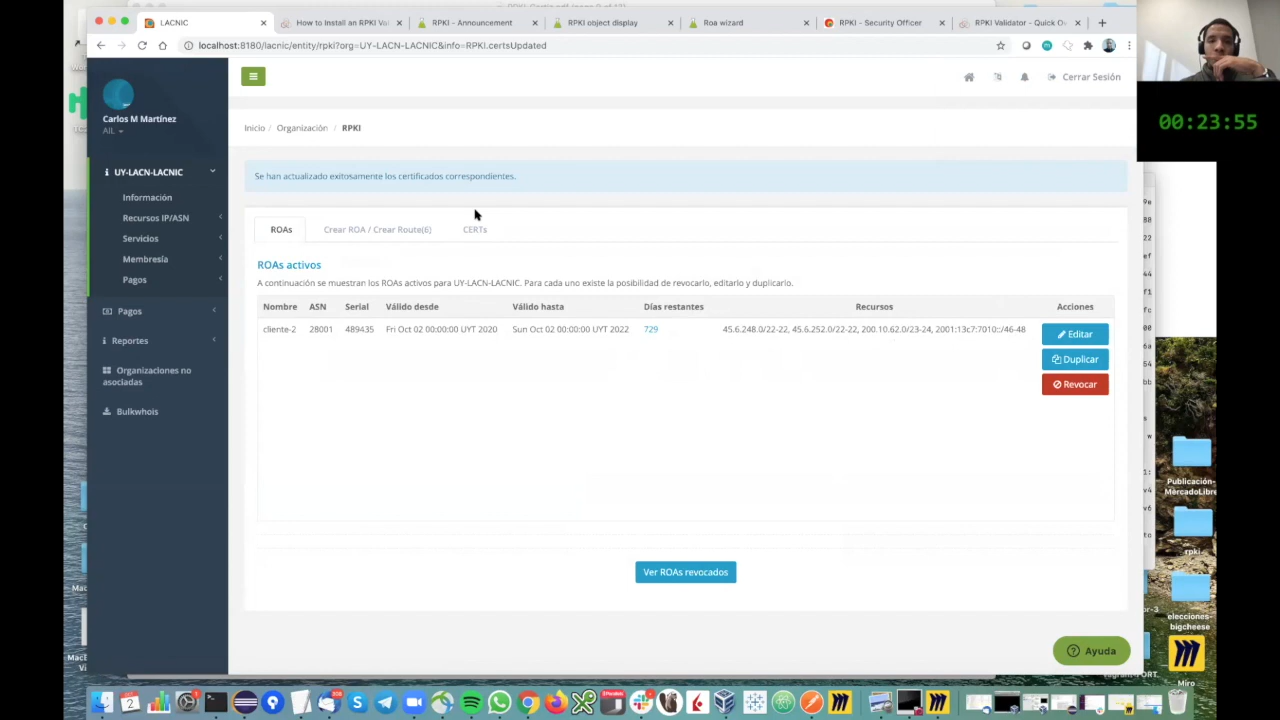 LACNIC
How to Install an RPKI Val
RPKI - Announcement
RPKI object display
Roa wizard
RPKI - Security Officer
RPKI Validator - Quick Ov
localhost:8180/lacnic/entity/rpki?org=UY-LACN-LACNIC&info=RPKI.certsUpdated
00:23:55
Cerrar Sesión
Carlos M Martínez
All.
Inicio / Organización / RPKI
UY-LACN-LACNIC
Información
Recursos IP/ASN
Servicios
Membresía
Pagos
Pagos
Reportes
Organizaciones no
asociadas
Bulkwhois
Se han actualizado exitosamente los certificados correspondientes.
ROAs
Crear ROA / Crear Route(6)
CERTs
ROAs activos
A continuación se muestran los ROAs activos para UY-LACN-LACNIC. Para cada uno existe la posibilidad de revocarlo, editarlo y duplicarlo.
Nombre ASN Serial Válido desde Válido hasta Días restantes Recursos Acciones
cliente-2 28001 489435 Fri Oct 02 00:00:00 UYT 2020 Sun Oct 02 00:00:00 UYT 2022 729 45.6.248.0/22-22, 45.6.252.0/22-22, 200.10.62.0/23-24, 2001:13c7:7010::/46-48
Editar
Duplicar
Revocar
Ver ROAs revocados
Ayuda
Publicación-
MercadoLibre
rpki
elecciones-
bigcheese
Miro